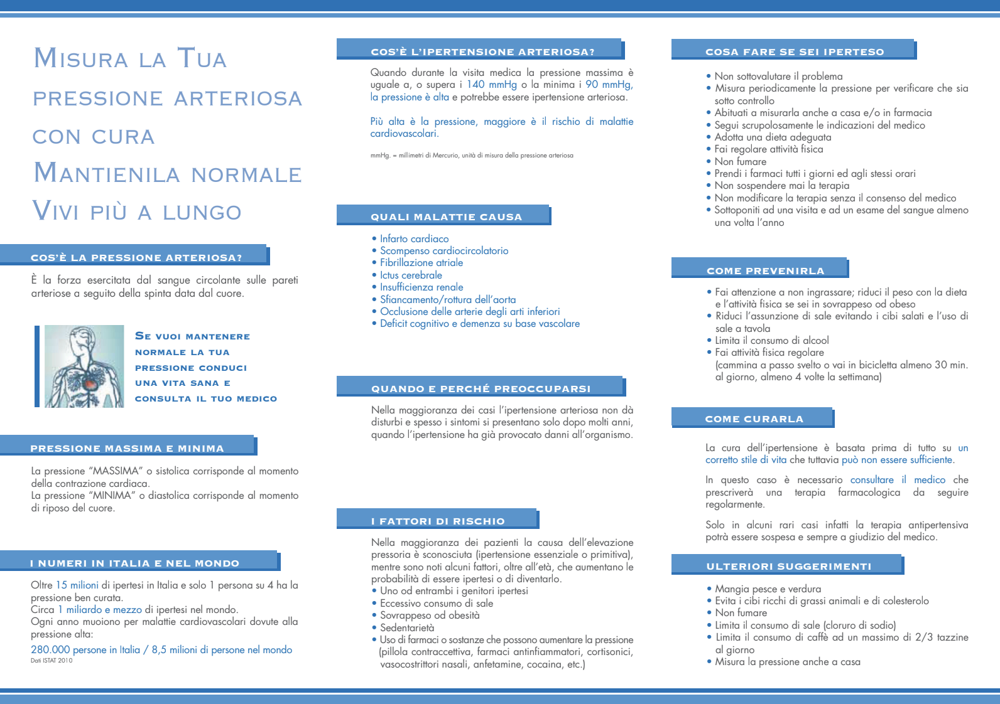 Misura la Tua
pressione arteriosa
con cura
Mantienila normale
Vivi più a lungo
COS'È LA PRESSIONE ARTERIOSA?
È la forza esercitata dal sangue circolante sulle pareti
arteriose a seguito della spinta data dal cuore.
Se vuoi mantenere
normale la tua
pressione conduci
una vita sana e
consulta il tuo medico
PRESSIONE MASSIMA E MINIMA
La pressione “MASSIMA” o sistolica corrisponde al momento
della contrazione cardiaca.
La pressione “MINIMA” o diastolica corrisponde al momento
di riposo del cuore.
I NUMERI IN ITALIA E NEL MONDO
Oltre 15 milioni di ipertesi in Italia e solo 1 persona su 4 ha la
pressione ben curata.
Circa 1 miliardo e mezzo di ipertesi nel mondo.
Ogni anno muoiono per malattie cardiovascolari dovute alla
pressione alta:
280.000 persone in Italia / 8,5 milioni di persone nel mondo
Dati ISTAT 2010
COS'È L'IPERTENSIONE ARTERIOSA?
Quando durante la visita medica la pressione massima è
uguale a, o supera i 140 mmHg o la minima i 90 mmHg,
la pressione è alta e potrebbe essere ipertensione arteriosa.
Più alta è la pressione, maggiore è il rischio di malattie
cardiovascolari.
mmHg. = millimetri di Mercurio, unità di misura della pressione arteriosa
QUALI MALATTIE CAUSA
• Infarto cardiaco
• Scompenso cardiocircolatorio
• Fibrillazione atriale
• Ictus cerebrale
• Insufficienza renale
• Sfiancamento/rottura dell'aorta
• Occlusione delle arterie degli arti inferiori
• Deficit cognitivo e demenza su base vascolare
QUANDO E PERCHÉ PREOCCUPARSI
Nella maggioranza dei casi l'ipertensione arteriosa non dà
disturbi e spesso i sintomi si presentano solo dopo molti anni,
quando l'ipertensione ha già provocato danni all'organismo.
I FATTORI DI RISCHIO
Nella maggioranza dei pazienti la causa dell'elevazione
pressoria è sconosciuta (ipertensione essenziale o primitiva),
mentre sono noti alcuni fattori, oltre all'età, che aumentano le
probabilità di essere ipertesi o di diventarlo.
• Uno od entrambi i genitori ipertesi
• Eccessivo consumo di sale
• Sovrappeso od obesità
• Sedentarietà
• Uso di farmaci o sostanze che possono aumentare la pressione
(pillola contraccettiva, farmaci antinfiammatori, cortisonici,
vasocostrittori nasali, anfetamine, cocaina, etc.)
COSA FARE SE SEI IPERTESO
• Non sottovalutare il problema
• Misura periodicamente la pressione per verificare che sia
sotto controllo
• Abituati a misurarla anche a casa e/o in farmacia
• Segui scrupolosamente le indicazioni del medico
• Adotta una dieta adeguata
• Fai regolare attività fisica
• Non fumare
• Prendi i farmaci tutti i giorni ed agli stessi orari
• Non sospendere mai la terapia
• Non modificare la terapia senza il consenso del medico
• Sottoponiti ad una visita e ad un esame del sangue almeno
una volta l'anno
COME PREVENIRLA
• Fai attenzione a non ingrassare; riduci il peso con la dieta
e l'attività fisica se sei in sovrappeso od obeso
• Riduci l'assunzione di sale evitando i cibi salati e l'uso di
sale a tavola
• Limita il consumo di alcool
• Fai attività fisica regolare
(cammina a passo svelto o vai in bicicletta almeno 30 min.
al giorno, almeno 4 volte la settimana)
COME CURARLA
La cura dell'ipertensione è basata prima di tutto su un
corretto stile di vita che tuttavia può non essere sufficiente.
In questo caso è necessario consultare il medico che
prescriverà una terapia farmacologica da seguire
regolarmente.
Solo in alcuni rari casi infatti la terapia antipertensiva
potrà essere sospesa e sempre a giudizio del medico.
ULTERIORI SUGGERIMENTI
• Mangia pesce e verdura
• Evita i cibi ricchi di grassi animali e di colesterolo
• Non fumare
• Limita il consumo di sale (cloruro di sodio)
• Limita il consumo di caffè ad un massimo di 2/3 tazzine
al giorno
• Misura la pressione anche a casa